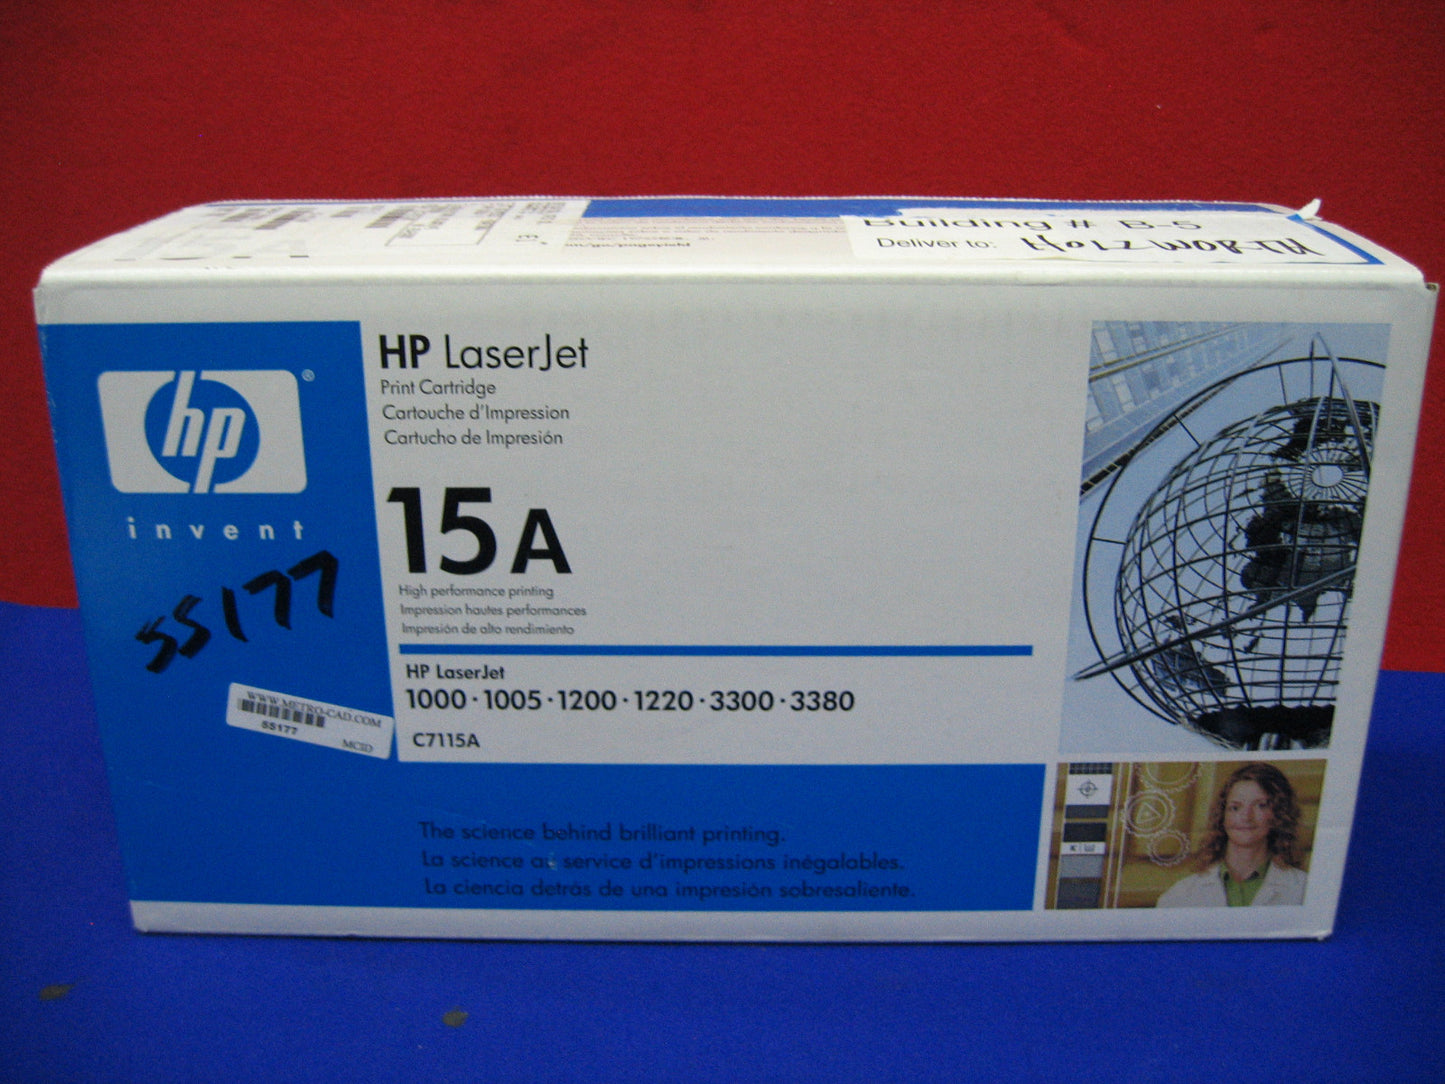 Building # B-5
Deliver to: HOLZWORTH
HP LaserJet
Print Cartridge
Cartouche d'Impression
Cartucho de Impresión
hp®
invent
15A
High performance printing
Impression hautes performances
Impresión de alto rendimiento
SS177
HP LaserJet
1000 · 1005 · 1200 · 1220 · 3300 · 3380
C7115A
WWW.METRO-CAD.COM
SS177
MCID
The science behind brilliant printing.
La science au service d'impressions inégalables.
La ciencia detrás de una impresión sobresaliente.
K